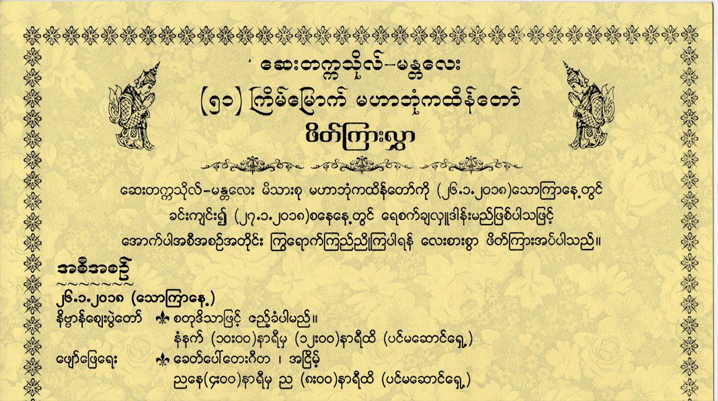 ဆေးတက္ကသိုလ်-မန္တလေး
(၅၁) ကြိမ်မြောက် မဟာဘုံကထိန်တော်
ဖိတ်ကြားလွှာ
ဆေးတက္ကသိုလ်-မန္တလေး မိသားစု မဟာဘုံကထိန်တော်ကို (၂၆.၁.၂၀၁၈)သောကြာနေ့တွင်
ခင်းကျင်း၍ (၂၇.၁.၂၀၁၈)စနေနေ့တွင် ရေစက်ချလှူဒါန်းမည်ဖြစ်ပါသဖြင့်
အောက်ပါအစီအစဉ်အတိုင်း ကြွရောက်ကြည်ညိုကြပါရန် လေးစားစွာ ဖိတ်ကြားအပ်ပါသည်။
အစီအစဉ်
၂၆.၁.၂၀၁၈ (သောကြာနေ့)
နိဗ္ဗာန်ဈေးပွဲတော် စတုဒိသာဖြင့် ဧည့်ခံပါမည်။
နံနက် (၁၀း၀၀)နာရီမှ (၁၂း၀၀)နာရီထိ (ပင်မဆောင်ရှေ့)
ဖျော်ဖြေရေး ခေတ်ပေါ်တေးဂီတ ၊ အငြိမ့်
ညနေ(၄း၀၀)နာရီမှ ည (၈း၀၀)နာရီထိ (ပင်မဆောင်ရှေ့)